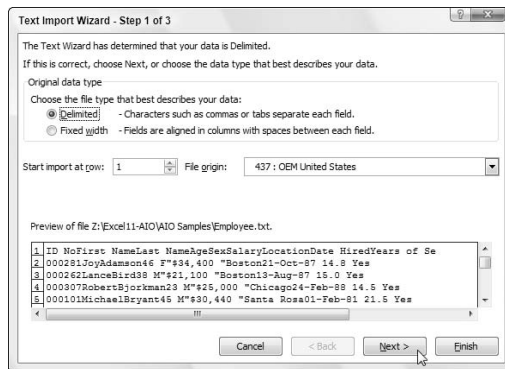 Text Import Wizard - Step 1 of 3
The Text Wizard has determined that your data is Delimited.
If this is correct, choose Next, or choose the data type that best describes your data.
Original data type
Choose the file type that best describes your data:
Delimited - Characters such as commas or tabs separate each field.
Fixed width - Fields are aligned in columns with spaces between each field.
Start import at row: 1 File origin: 437 : OEM United States
Preview of file Z:\Excel11-AIO\AIO Samples\Employee.txt.
1 ID NoFirst NameLast NameAgeSexSalaryLocationDate HiredYears of Se
2 000281JoyAdamson46 F"$34,400 "Boston21-Oct-87 14.8 Yes
3 000262LanceBird38 M"$21,100 "Boston13-Aug-87 15.0 Yes
4 000307RobertBjorkman23 M"$25,000 "Chicago24-Feb-88 14.5 Yes
5 000101MichaelBryant45 M"$30,440 "Santa Rosa01-Feb-81 21.5 Yes
Cancel < Back Next > Finish